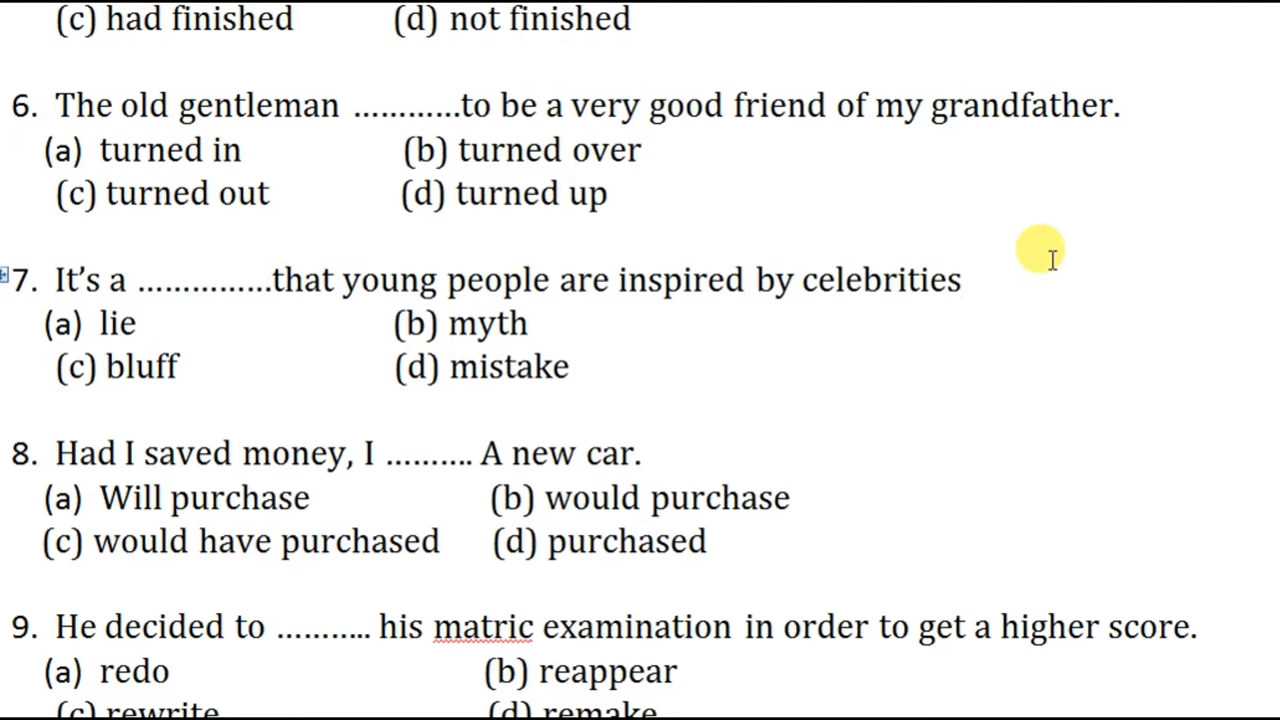 (c) had finished (d) not finished
6. The old gentleman ............to be a very good friend of my grandfather.
(a) turned in (b) turned over
(c) turned out (d) turned up
7. It’s a ...............that young people are inspired by celebrities
(a) lie (b) myth
(c) bluff (d) mistake
8. Had I saved money, I .......... A new car.
(a) Will purchase (b) would purchase
(c) would have purchased (d) purchased
9. He decided to ........... his matric examination in order to get a higher score.
(a) redo (b) reappear
(c) rewrite (d) remake